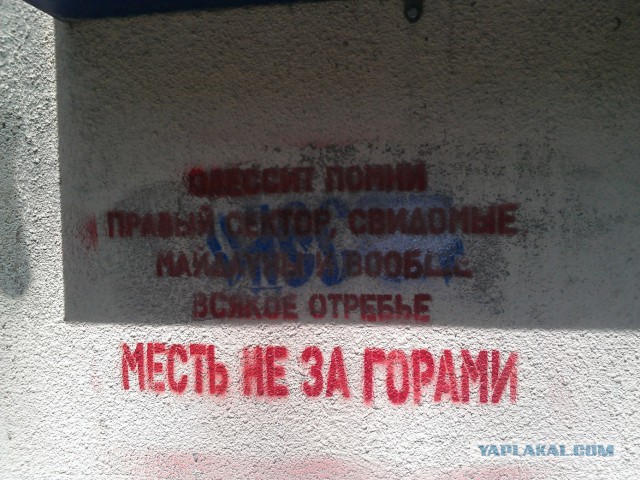 ОДЕССИТ ПОМНИ
ПРАВЫЙ СЕКТОР, СВИДОМЫЕ
И ВООБЩЕ
ВСЯКОЕ ОТРЕБЬЕ
МЕСТЬ НЕ ЗА ГОРАМИ
YAPLAKAL.COM